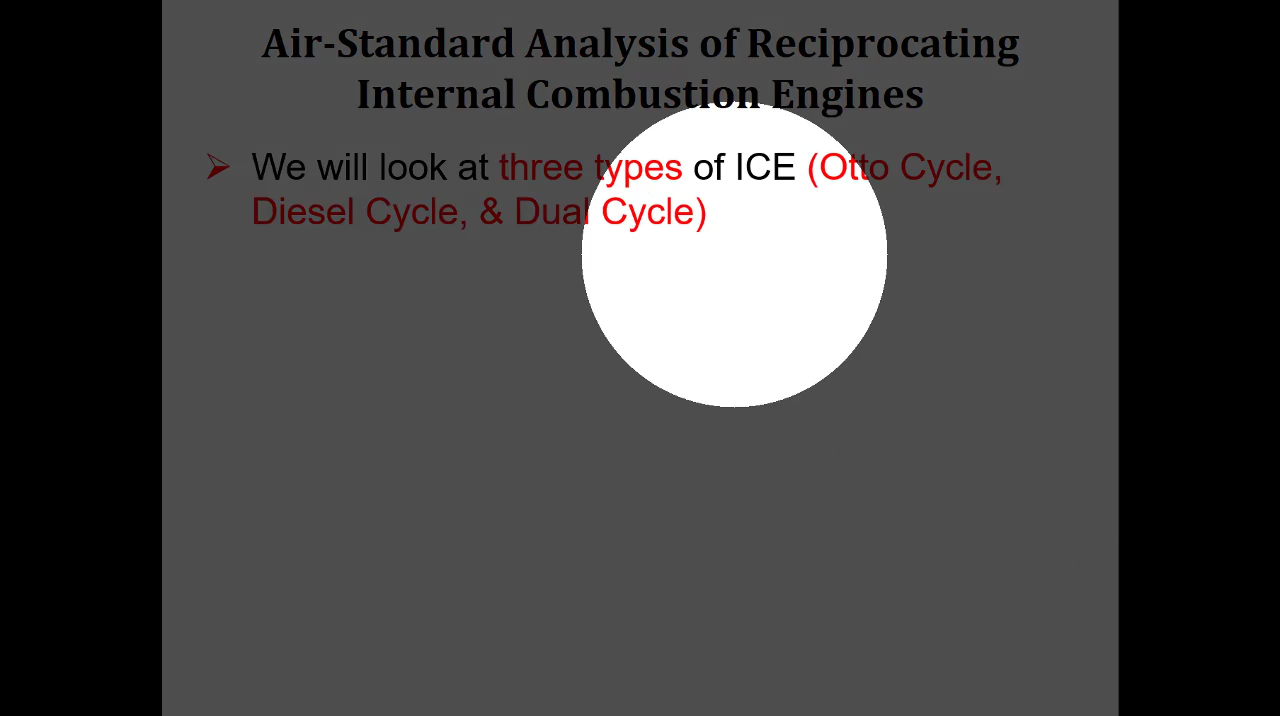 Air-Standard Analysis of Reciprocating
Internal Combustion Engines
We will look at three types of ICE (Otto Cycle,
Diesel Cycle, & Dual Cycle)